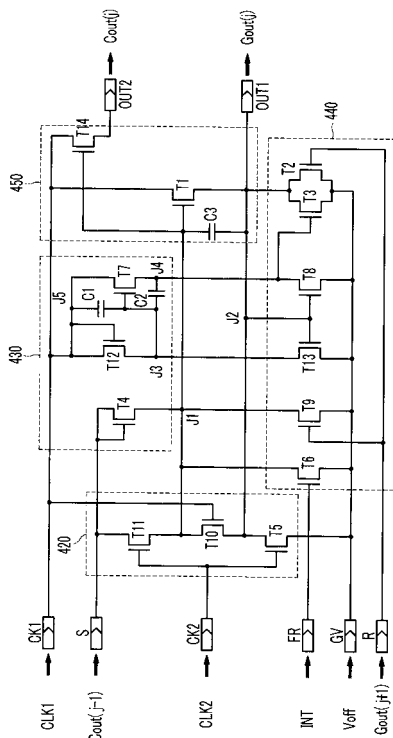 Cout(j)
Gout(j)
OUT2
OUT1
450
T14
T1
C3
440
T2
T3
430
J5
C1
T7
C2
J4
T12
J3
J2
T8
T13
T4
J1
T9
T6
420
T11
T10
T5
CK1
S
CK2
FR
GV
R
CLK1
Cout(j-1)
CLK2
INT
Voff
Gout(j+1)